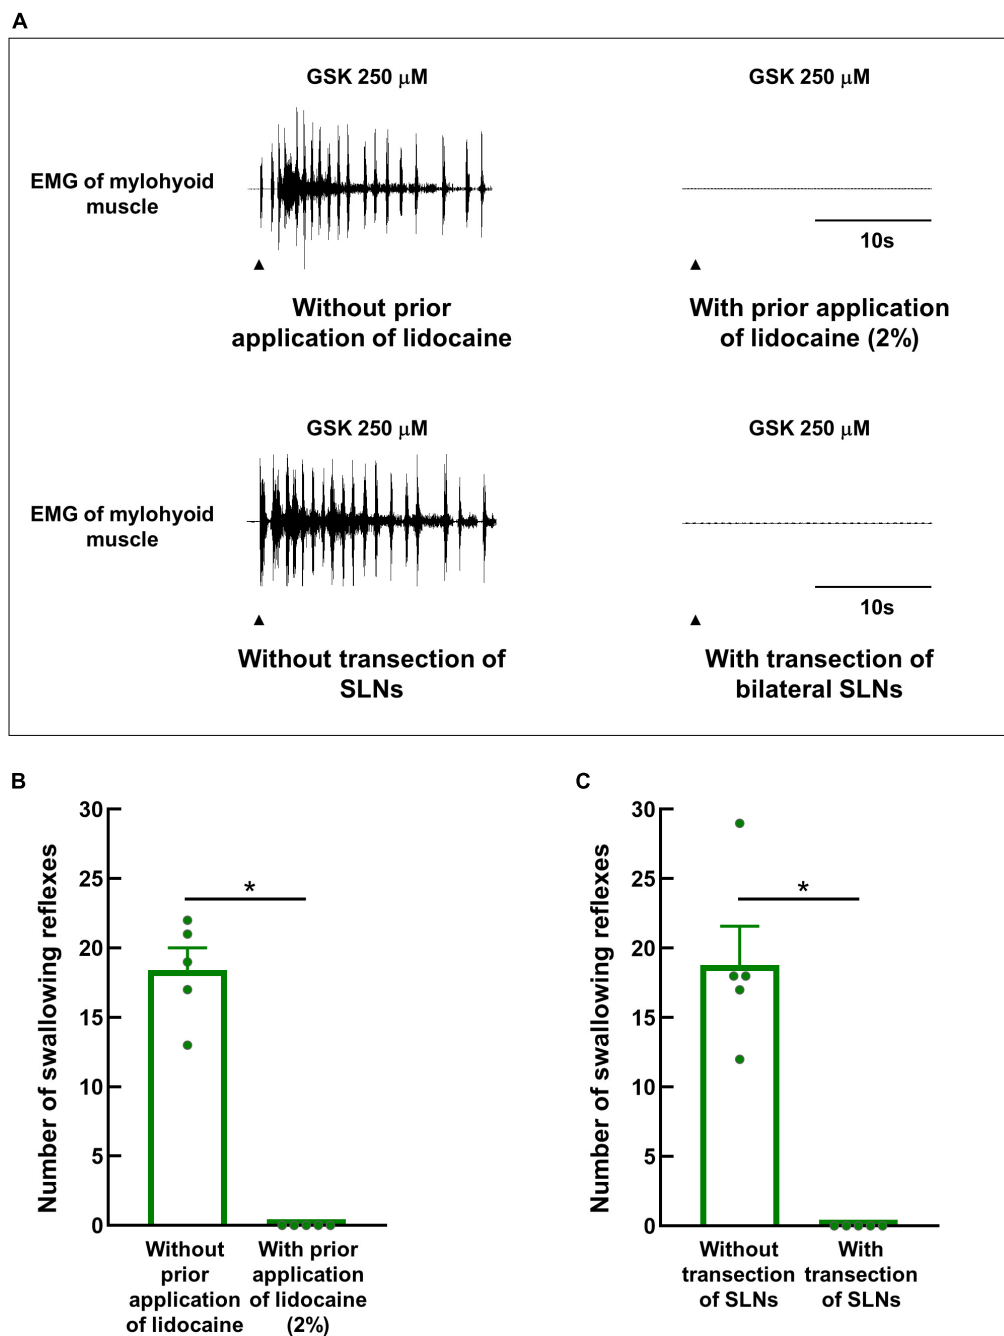 A
GSK 250 μM
GSK 250 μM
EMG of mylohyoid
muscle
10s
Without prior
application of lidocaine
With prior application
of lidocaine (2%)
GSK 250 μM
GSK 250 μM
EMG of mylohyoid
muscle
10s
Without transection of
SLNs
With transection of
bilateral SLNs
B
Number of swallowing reflexes
30
25
20
15
10
5
0
*
Without
prior
application
of lidocaine
With prior
application
of lidocaine
(2%)
C
Number of swallowing reflexes
30
25
20
15
10
5
0
*
Without
transection
of SLNs
With
transection
of SLNs